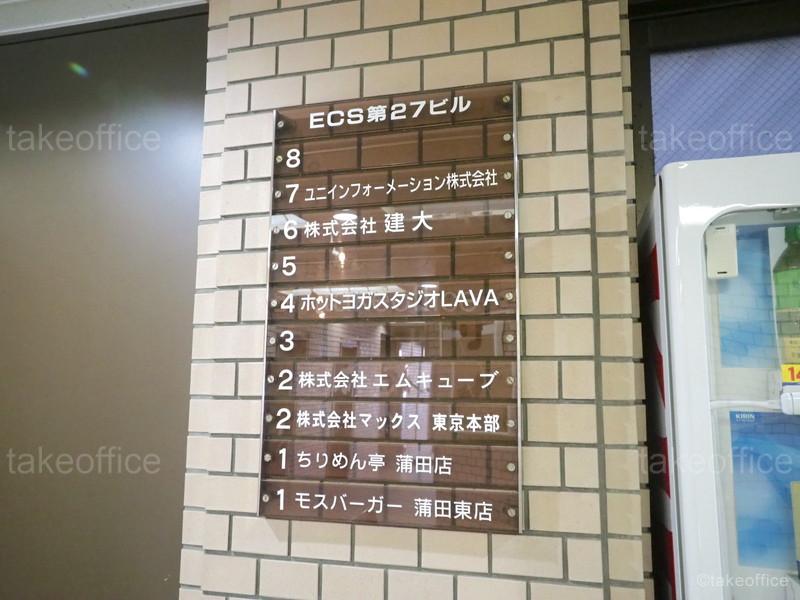 ECS第27ビル
8
7 ユニインフォーメーション株式会社
6 株式会社 建大
5
4 ホットヨガスタジオLAVA
3
2 株式会社エムキューブ
2 株式会社マックス 東京本部
1 ちりめん亭 蒲田店
1 モスバーガー 蒲田東店
takeoffice
takeoffice
takeoffice
takeoffice
KIRIN
©takeoffice